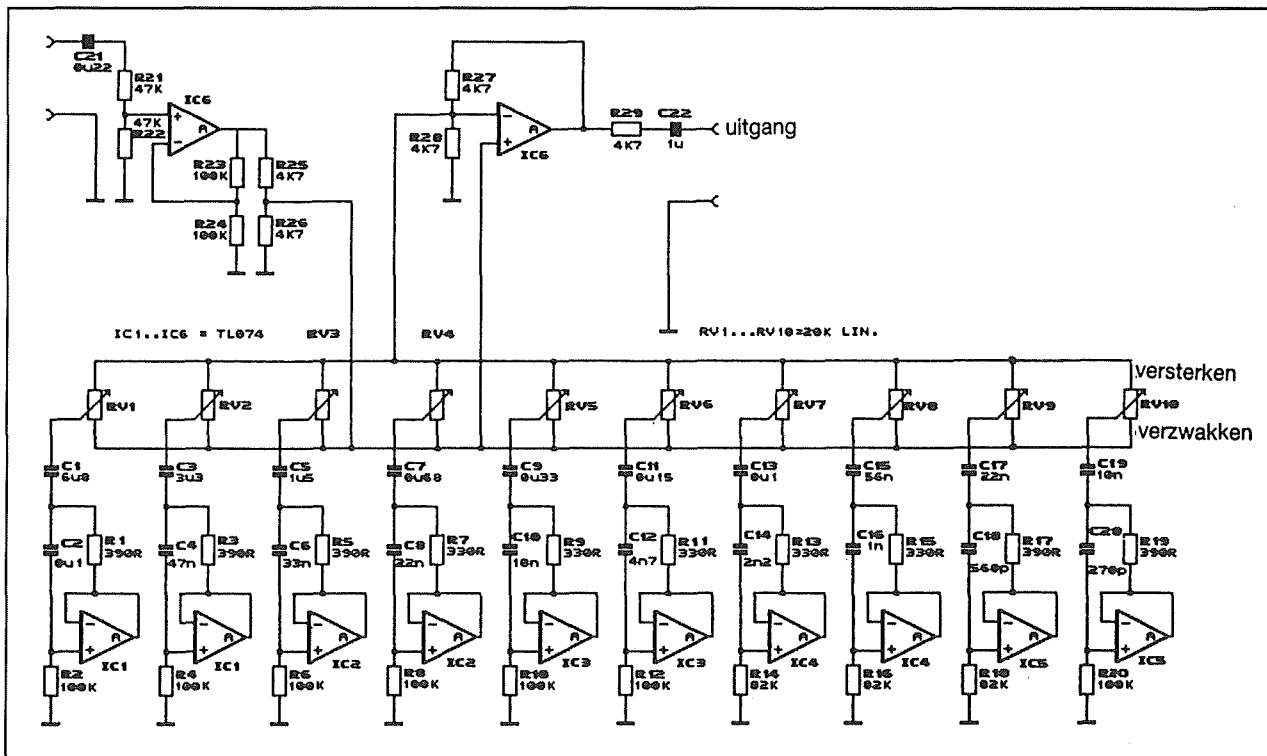 C21
0u22
R21
47K
IC6
+
A
-
47K
R22
R23
100K
R25
4K7
R24
100K
R26
4K7
R27
4K7
R28
4K7
-
A
+
IC6
R29
4K7
C22
1u
uitgang
IC1..IC6 = TL074
RV3
RV4
RV1...RV10=20K LIN.
versterken
RV1
RV2
RV5
RV6
RV7
RV8
RV9
RV10
verzwakken
C1
6u8
C3
3u3
C5
1u5
C7
0u68
C9
0u33
C11
0u15
C13
0u1
C15
56n
C17
22n
C19
10n
C2
0u1
R1
390R
C4
47n
R3
390R
C6
33n
R5
390R
C8
22n
R7
330R
C10
10n
R9
330R
C12
4n7
R11
330R
C14
2n2
R13
330R
C16
1n
R15
330R
C18
560p
R17
390R
C20
270p
R19
390R
- A +
- A +
- A +
- A +
- A +
- A +
- A +
- A +
- A +
- A +
IC1
IC1
IC2
IC2
IC3
IC3
IC4
IC4
IC5
IC5
R2
100K
R4
100K
R6
100K
R8
100K
R10
100K
R12
100K
R14
82K
R16
82K
R18
82K
R20
100K